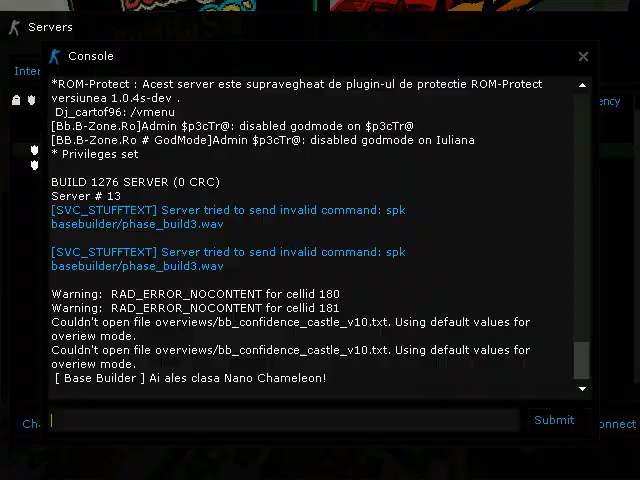 Servers
Console
Inter
ency
*ROM-Protect : Acest server este supravegheat de plugin-ul de protectie ROM-Protect
versiunea 1.0.4s-dev .
Dj_cartof96: /vmenu
[Bb.B-Zone.Ro]Admin $p3cTr@: disabled godmode on $p3cTr@
[BB.B-Zone.Ro # GodMode]Admin $p3cTr@: disabled godmode on Iuliana
* Privileges set
BUILD 1276 SERVER (0 CRC)
Server # 13
[SVC_STUFFTEXT] Server tried to send invalid command: spk
basebuilder/phase_build3.wav
[SVC_STUFFTEXT] Server tried to send invalid command: spk
basebuilder/phase_build3.wav
Warning:  RAD_ERROR_NOCONTENT for cellid 180
Warning:  RAD_ERROR_NOCONTENT for cellid 181
Couldn't open file overviews/bb_confidence_castle_v10.txt. Using default values for
overiew mode.
Couldn't open file overviews/bb_confidence_castle_v10.txt. Using default values for
overiew mode.
[ Base Builder ] Ai ales clasa Nano Chameleon!
Cha
Submit
onnect